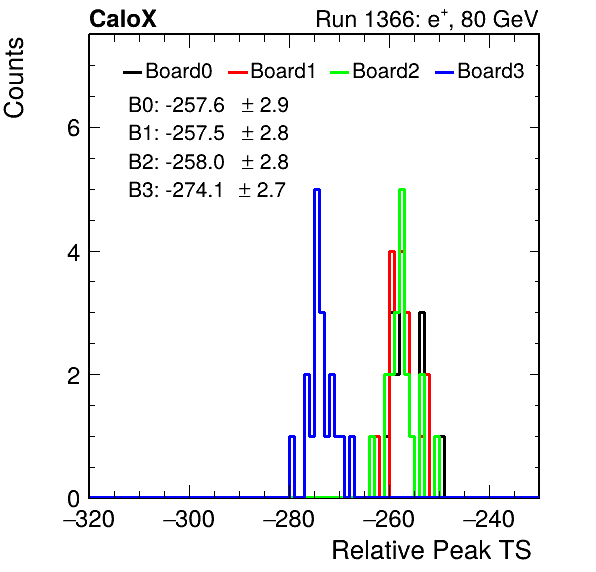 CaloX Run 1366: e⁺, 80 GeV
Counts
Board0 Board1 Board2 Board3
B0: -257.6 ± 2.9
B1: -257.5 ± 2.8
B2: -258.0 ± 2.8
B3: -274.1 ± 2.7
6
4
2
0
−320 −300 −280 −260 −240
Relative Peak TS